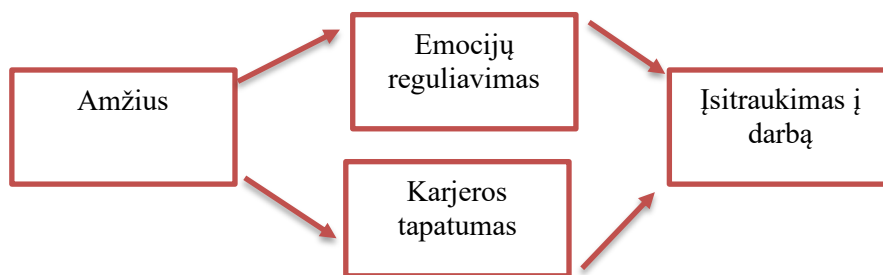 Amžius
Emocijų
reguliavimas
Karjeros
tapatumas
Įsitraukimas į
darbą